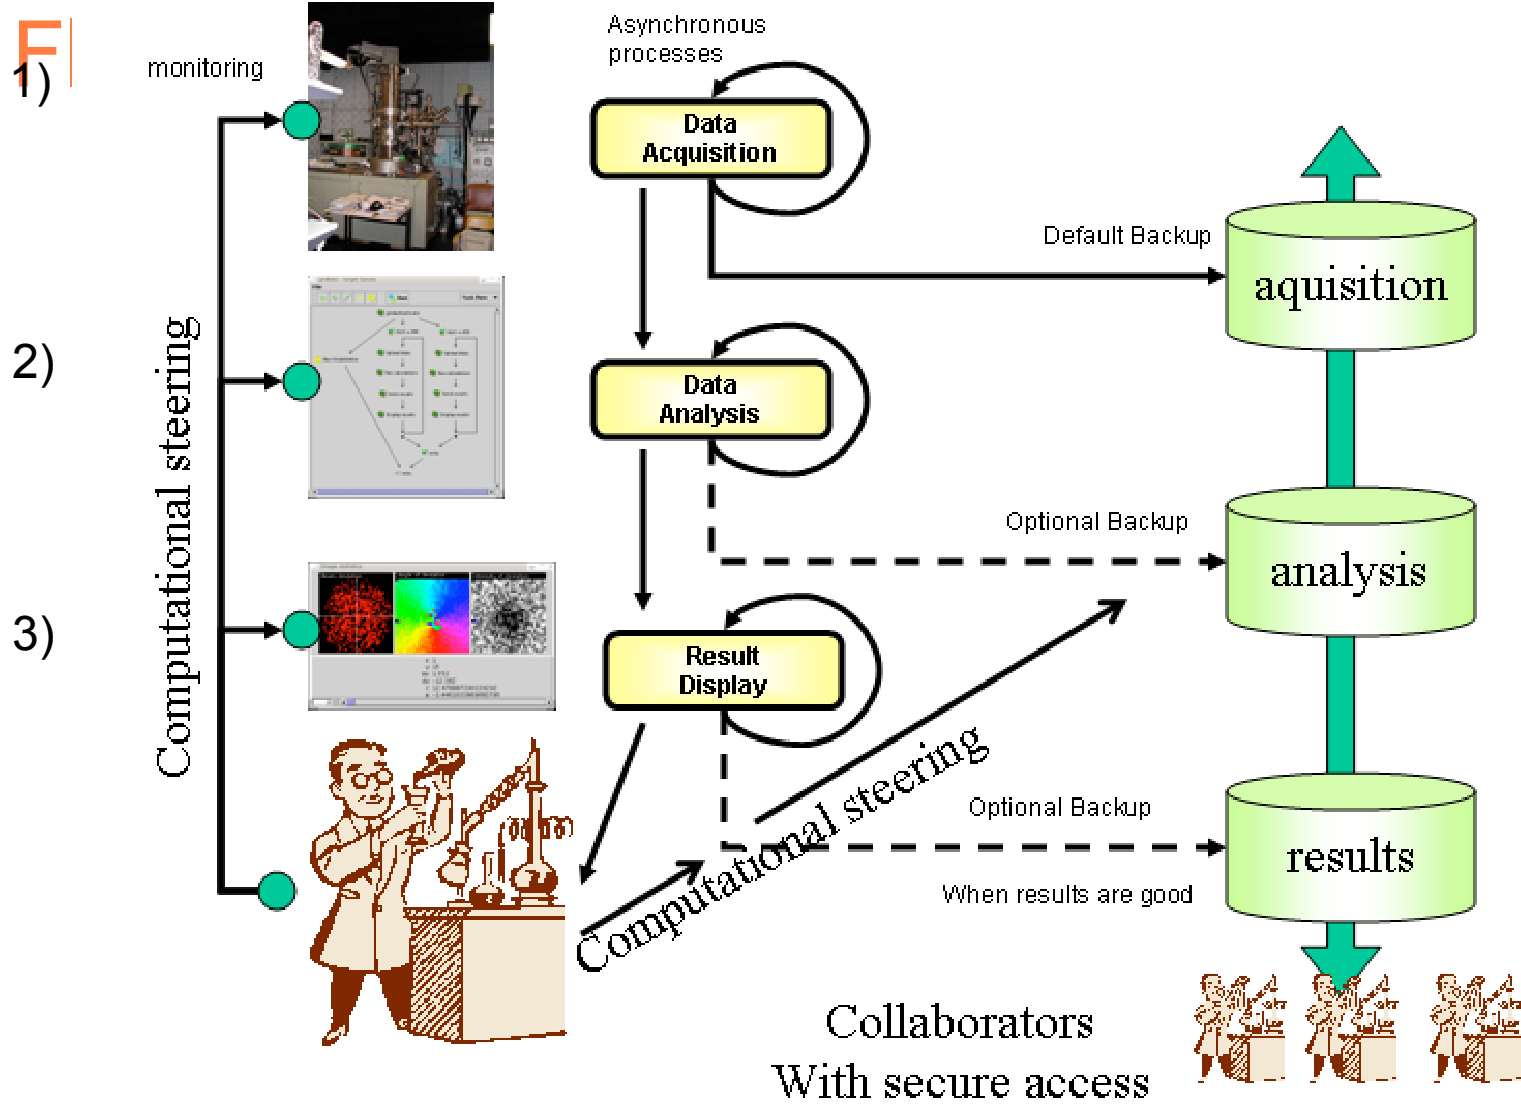 F
1)
monitoring
Asynchronous
processes
Data
Acquisition
Default Backup
aquisition
2)
Computational steering
Data
Analysis
Optional Backup
analysis
3)
Result
Display
Computational steering
Optional Backup
results
When results are good
Collaborators
With secure access